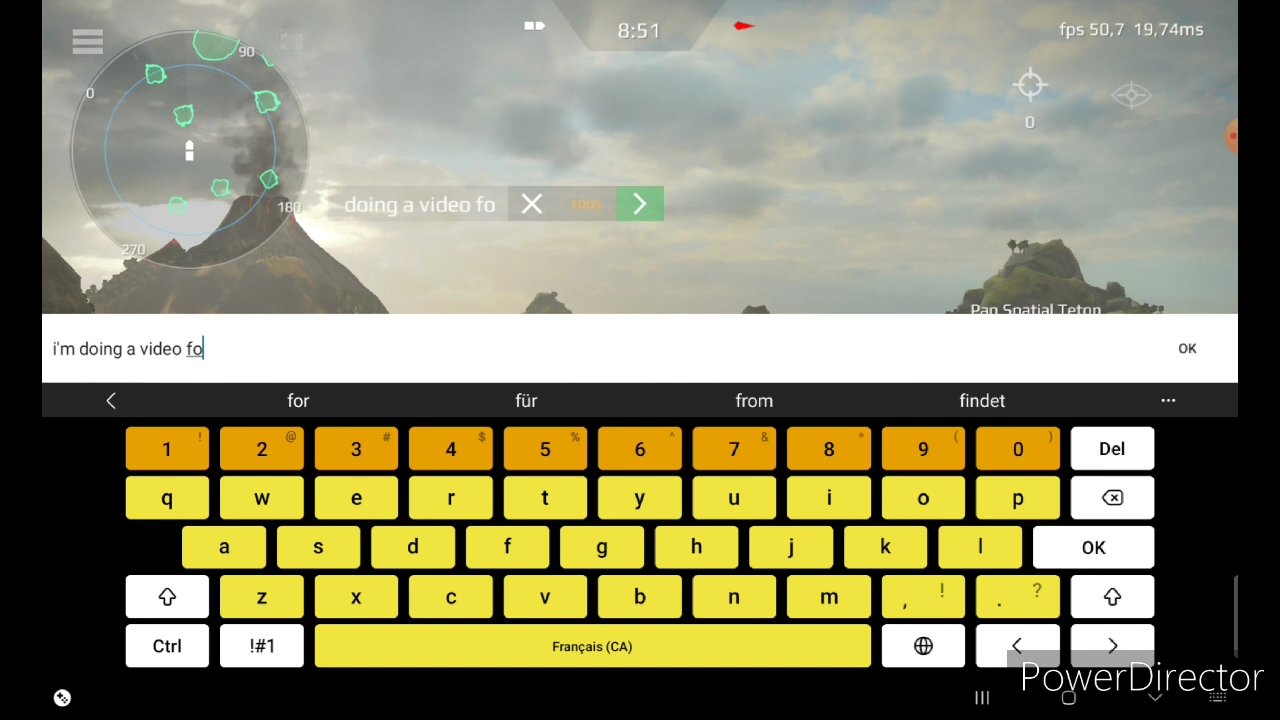 8:51
fps 50,7 19,74ms
90
0
180
270
0
doing a video fo
TOUS
Pan Spatial Teton
i'm doing a video fo
OK
for für from findet
1 ! 2 @ 3 # 4 $ 5 % 6 ^ 7 & 8 * 9 ( 0 ) Del
q w e r t y u i o p
a s d f g h j k l OK
z x c v b n m , ! . ?
Ctrl !#1 Français (CA)
PowerDirector